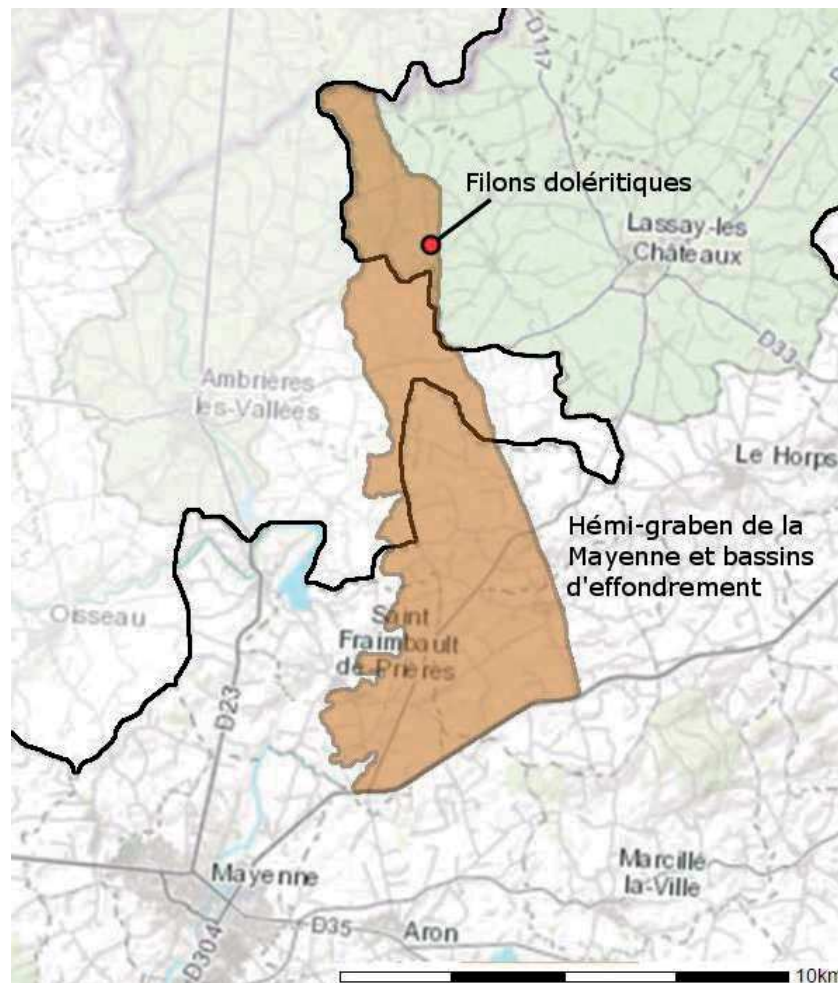 D117
Filons doléritiques
Lassay-les
Châteaux
D33
Ambrières
les-Vallées
Le Horps
Hémi-graben de la
Mayenne et bassins
d'effondrement
Oisseau
Saint
Fraimbault
de-Prières
D23
Mayenne
Marcillé
la-Ville
D35
Aron
D304
10km